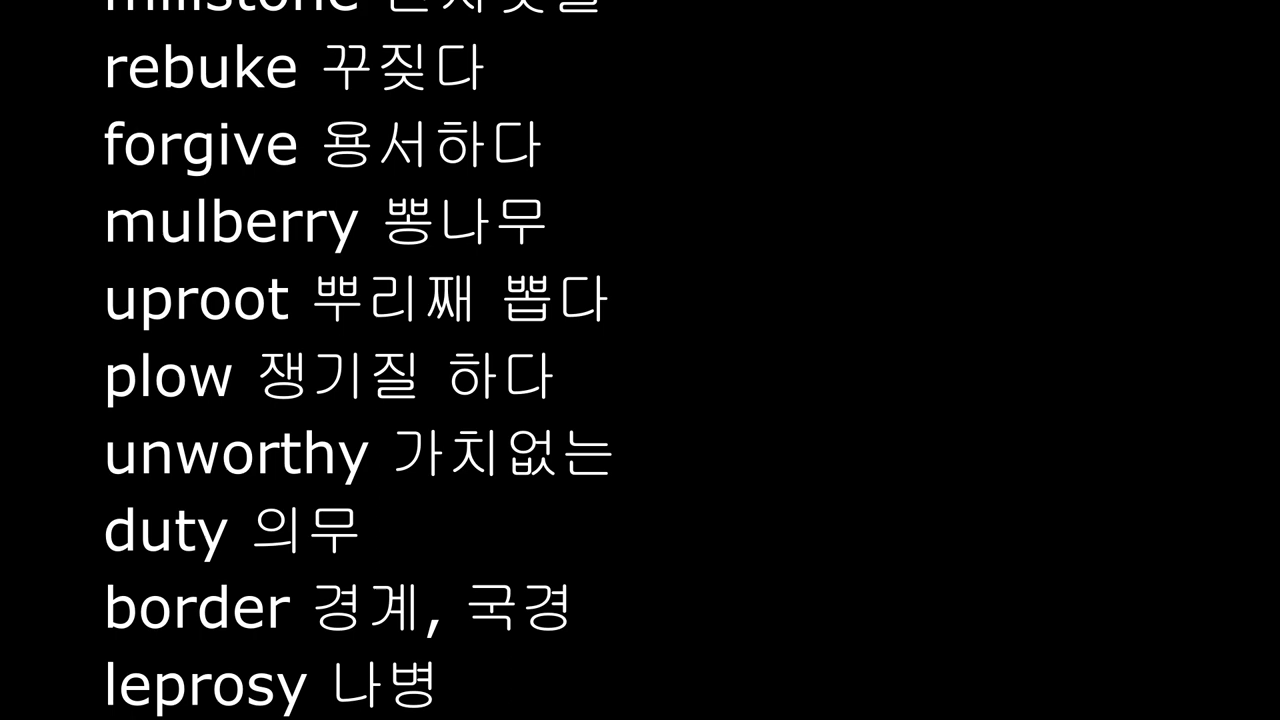 millstone
rebuke 꾸짖다
forgive 용서하다
mulberry 뽕나무
uproot 뿌리째 뽑다
plow 쟁기질 하다
unworthy 가치없는
duty 의무
border 경계, 국경
leprosy 나병